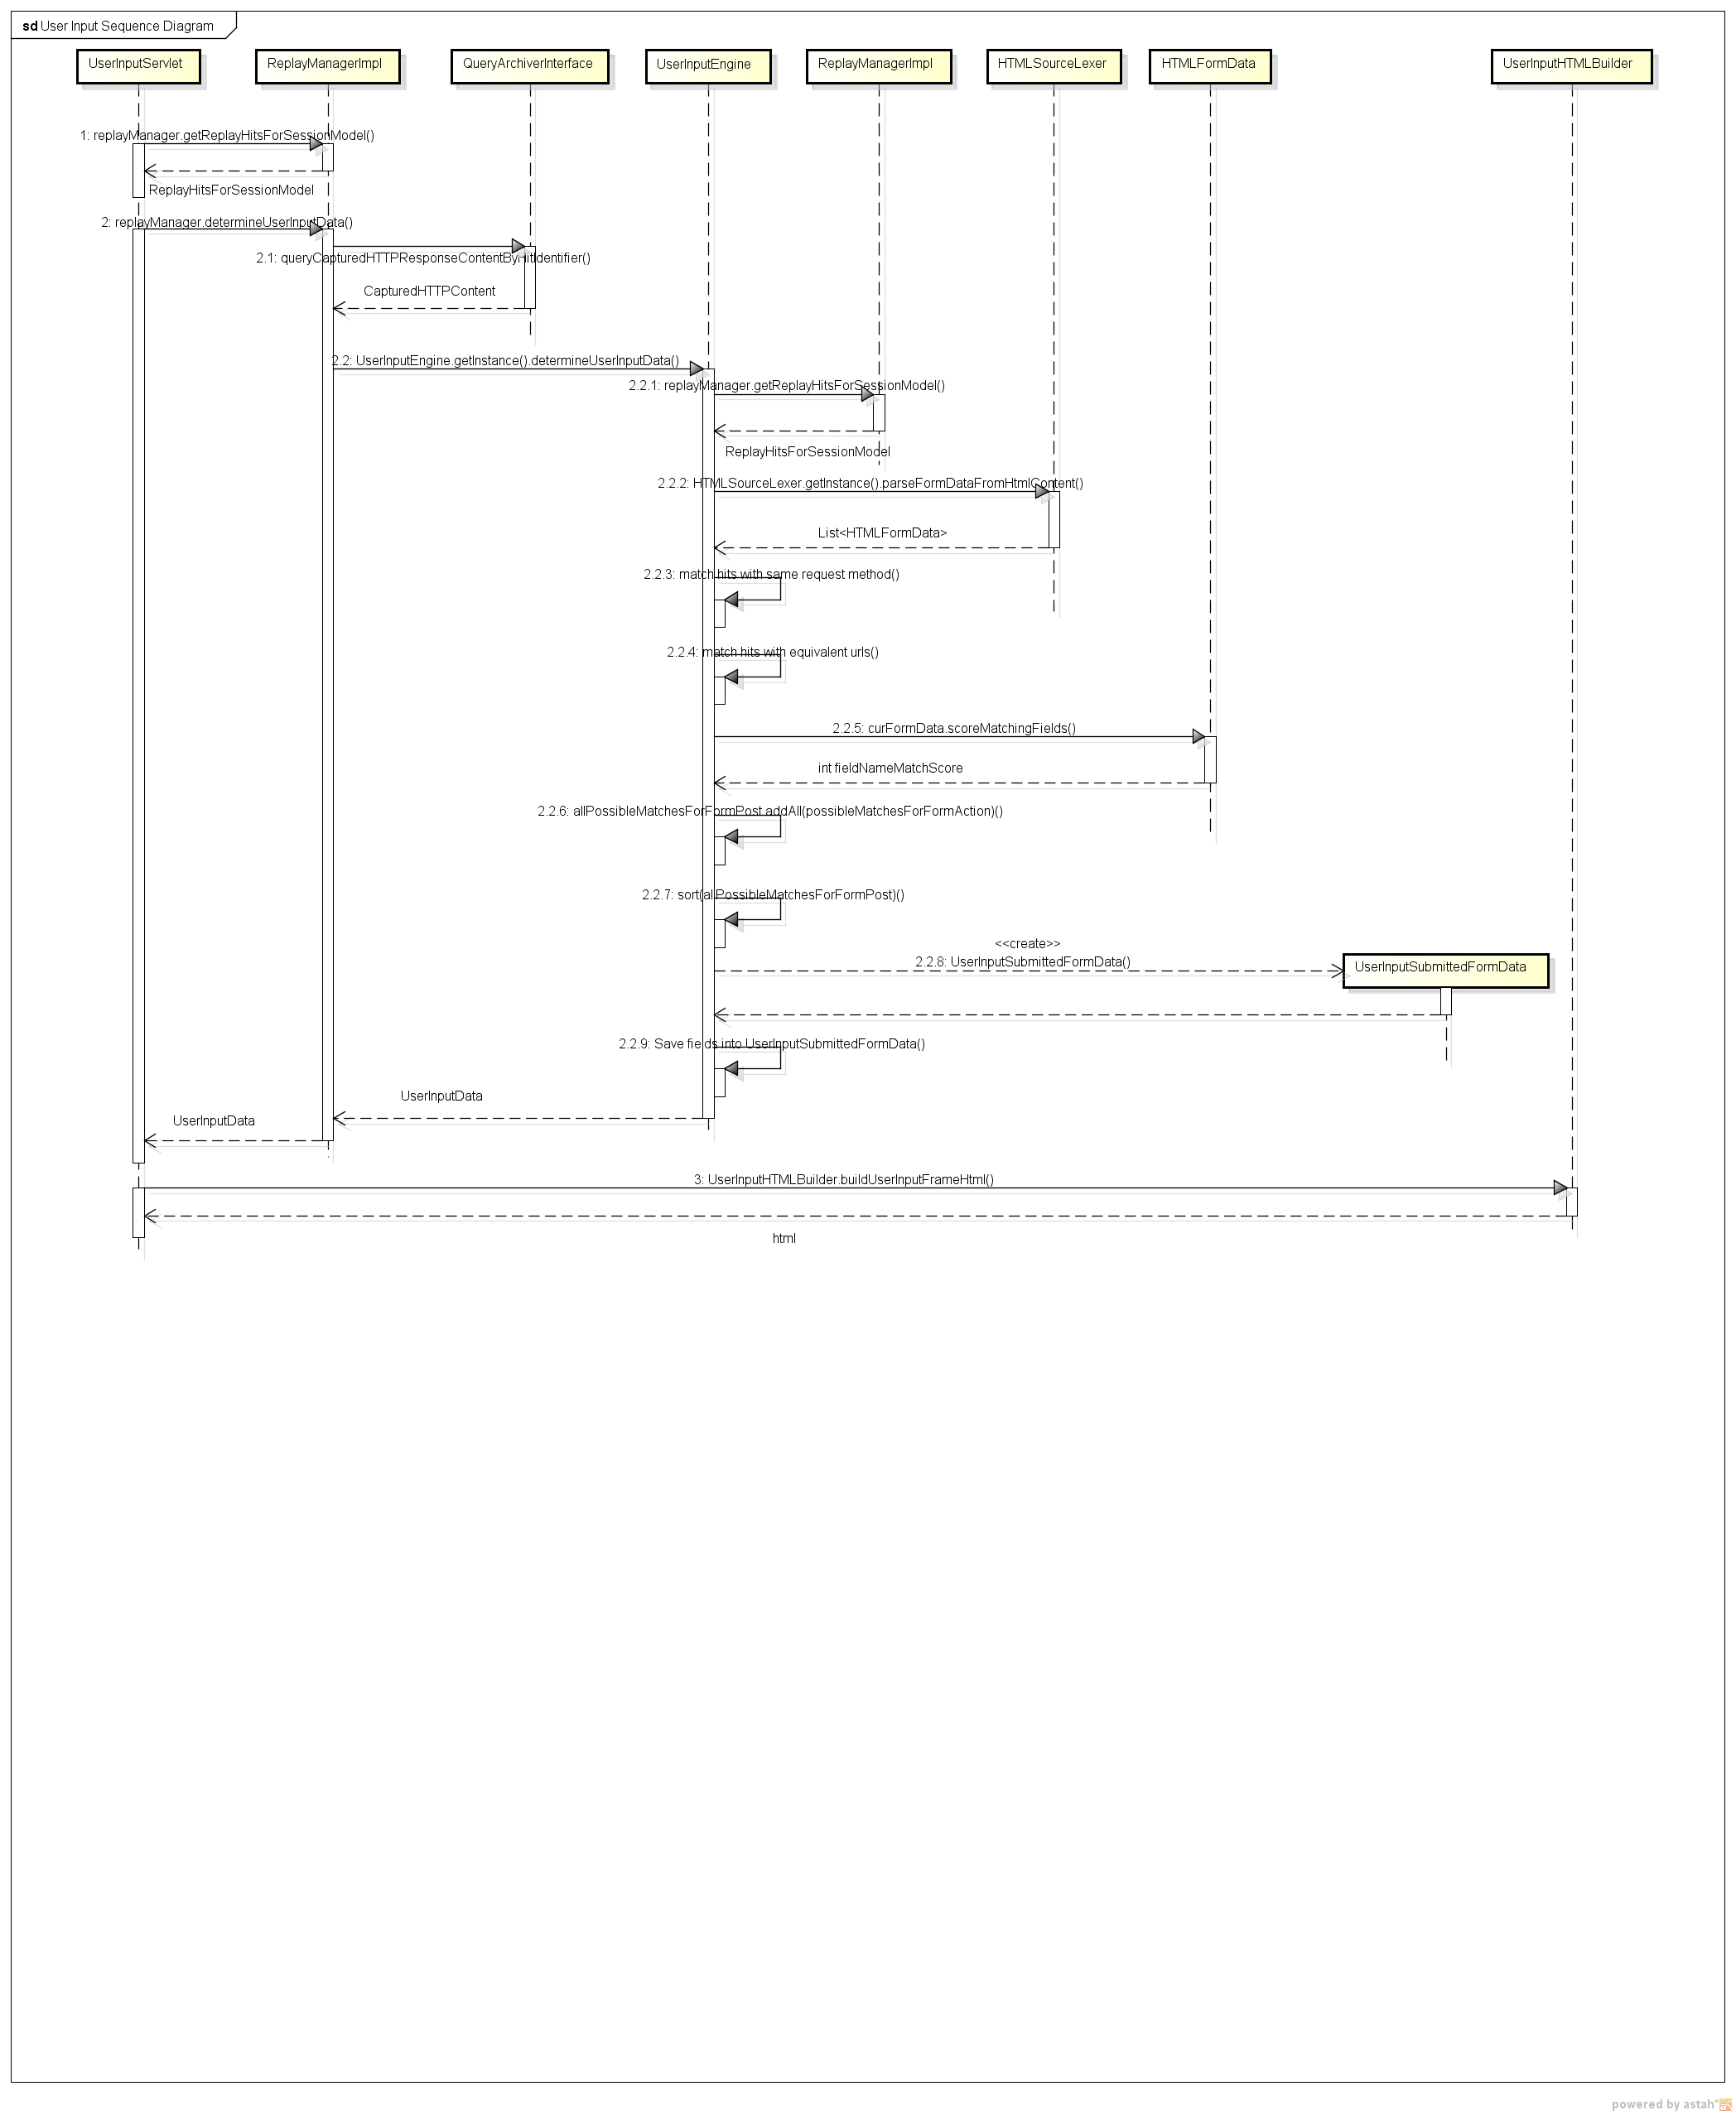 sd User Input Sequence Diagram
UserInputServlet
ReplayManagerImpl
QueryArchiverInterface
UserInputEngine
ReplayManagerImpl
HTMLSourceLexer
HTMLFormData
UserInputHTMLBuilder
1: replayManager.getReplayHitsForSessionModel()
ReplayHitsForSessionModel
2: replayManager.determineUserInputData()
2.1: queryCapturedHTTPResponseContentByHitIdentifier()
CapturedHTTPContent
2.2: UserInputEngine.getInstance().determineUserInputData()
2.2.1: replayManager.getReplayHitsForSessionModel()
ReplayHitsForSessionModel
2.2.2: HTMLSourceLexer.getInstance().parseFormDataFromHtmlContent()
List<HTMLFormData>
2.2.3: match hits with same request method()
2.2.4: match hits with equivalent urls()
2.2.5: curFormData.scoreMatchingFields()
int fieldNameMatchScore
2.2.6: allPossibleMatchesForFormPost.addAll(possibleMatchesForFormAction)()
2.2.7: sort(allPossibleMatchesForFormPost)()
<<create>>
2.2.8: UserInputSubmittedFormData()
UserInputSubmittedFormData
2.2.9: Save fields into UserInputSubmittedFormData()
UserInputData
UserInputData
3: UserInputHTMLBuilder.buildUserInputFrameHtml()
html
powered by astah*